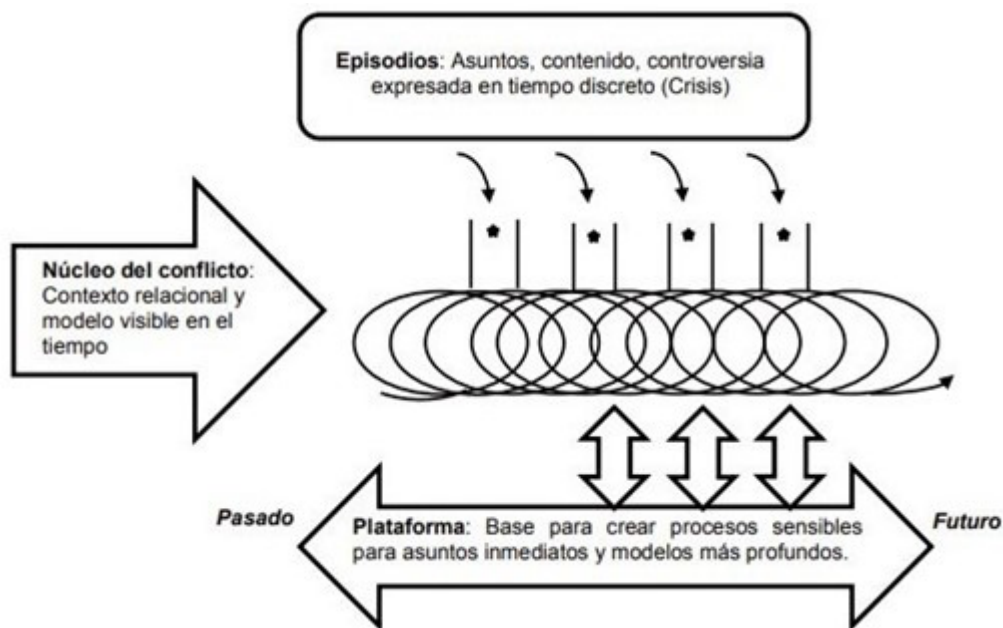 Episodios: Asuntos, contenido, controversia
expresada en tiempo discreto (Crisis)
Núcleo del conflicto:
Contexto relacional y
modelo visible en el
tiempo
Pasado
Plataforma: Base para crear procesos sensibles
para asuntos inmediatos y modelos más profundos.
Futuro